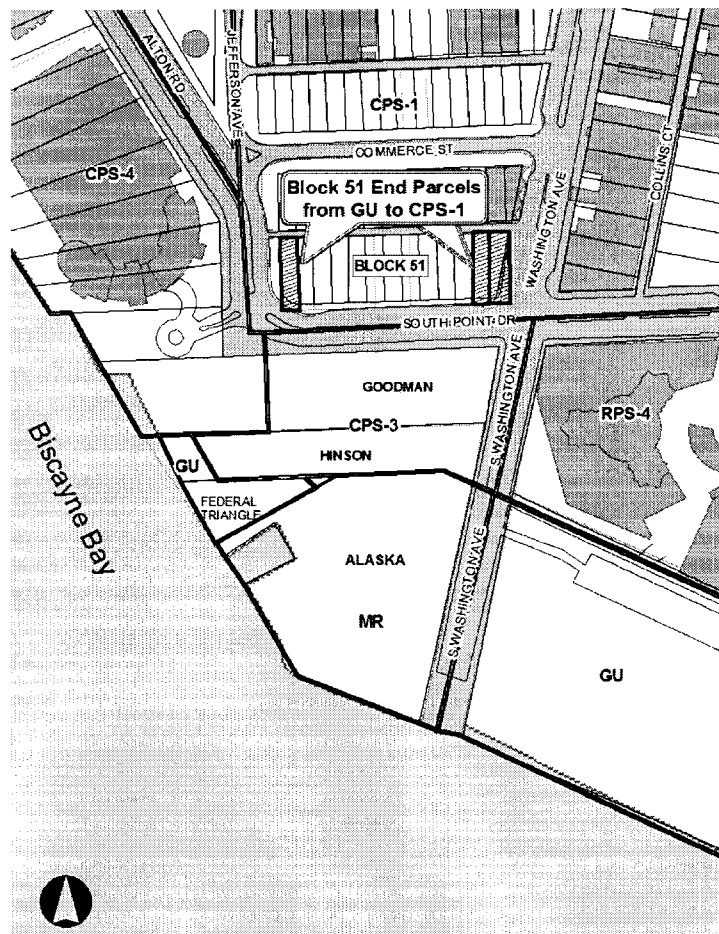 ALTON RD
JEFFERSON AVE
CPS-1
COMMERCE ST
COLLINS CT
CPS-4
Block 51 End Parcels
from GU to CPS-1
WASHINGTON AVE
BLOCK 51
SOUTH POINT DR
GOODMAN
S WASHINGTON AVE
RPS-4
CPS-3
Biscayne Bay
GU
HINSON
FEDERAL
TRIANGLE
ALASKA
MR
S WASHINGTON AVE
GU